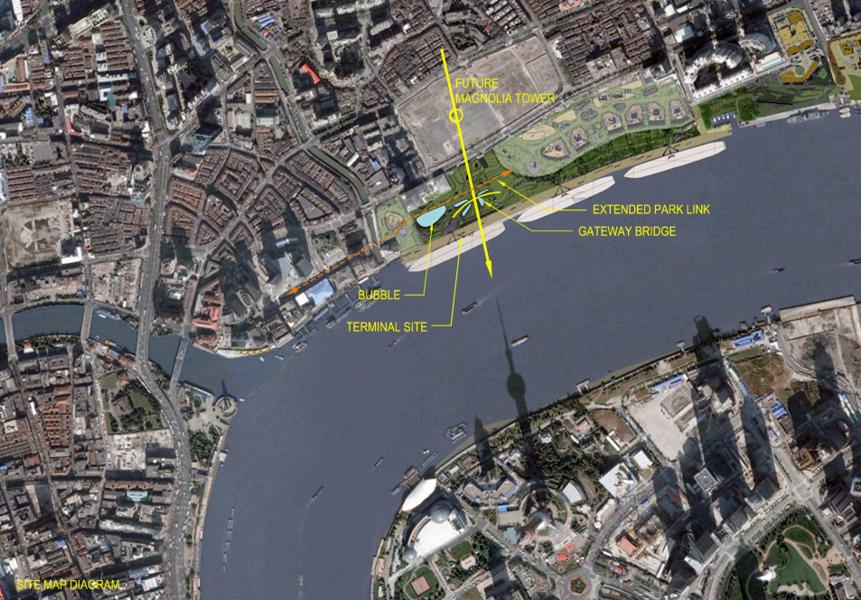 FUTURE
MAGNOLIA TOWER
EXTENDED PARK LINK
GATEWAY BRIDGE
BUBBLE
TERMINAL SITE
SITE MAP DIAGRAM